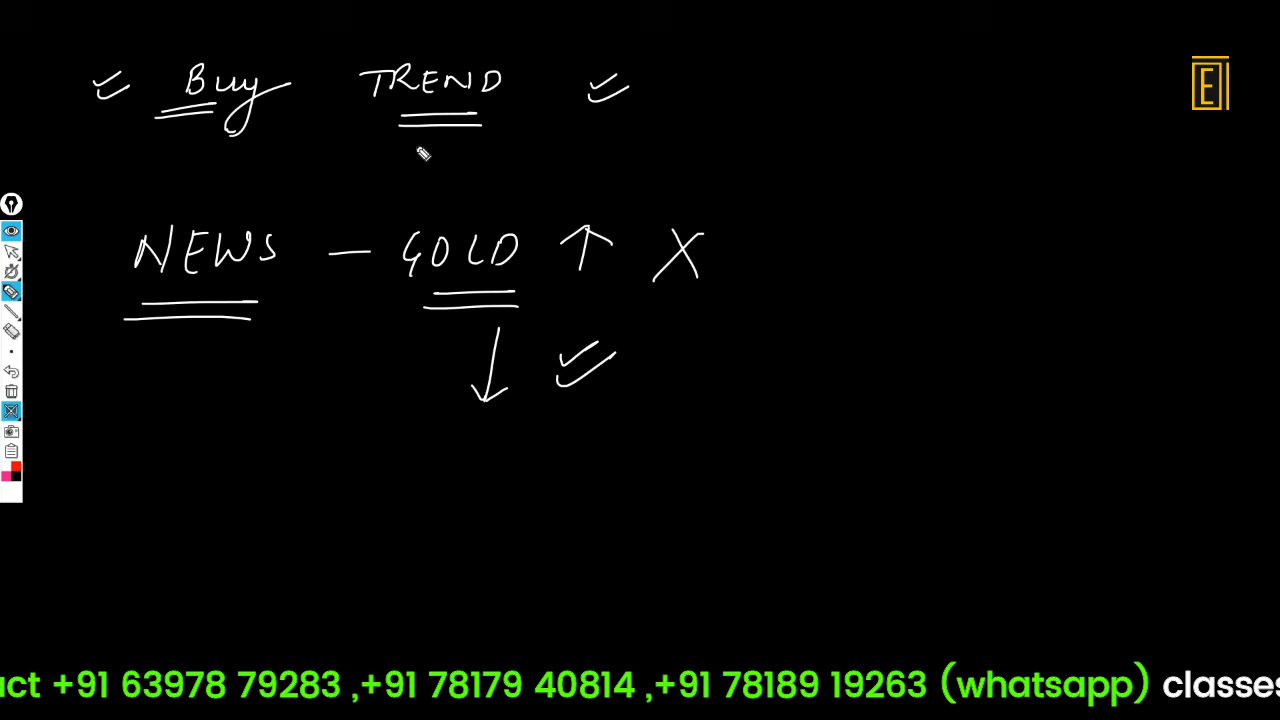 Buy TREND
E
NEWS — GOLD ↑ X
act +91 63978 79283 ,+91 78179 40814 ,+91 78189 19263 (whatsapp) classes